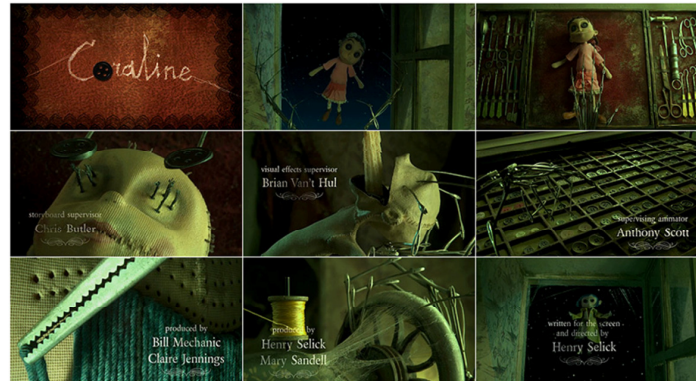 Coraline
storyboard supervisor
Chris Butler
visual effects supervisor
Brian Van't Hul
supervising animator
Anthony Scott
produced by
Bill Mechanic
Claire Jennings
produced by
Henry Selick
Mary Sandell
written for the screen
and directed by
Henry Selick